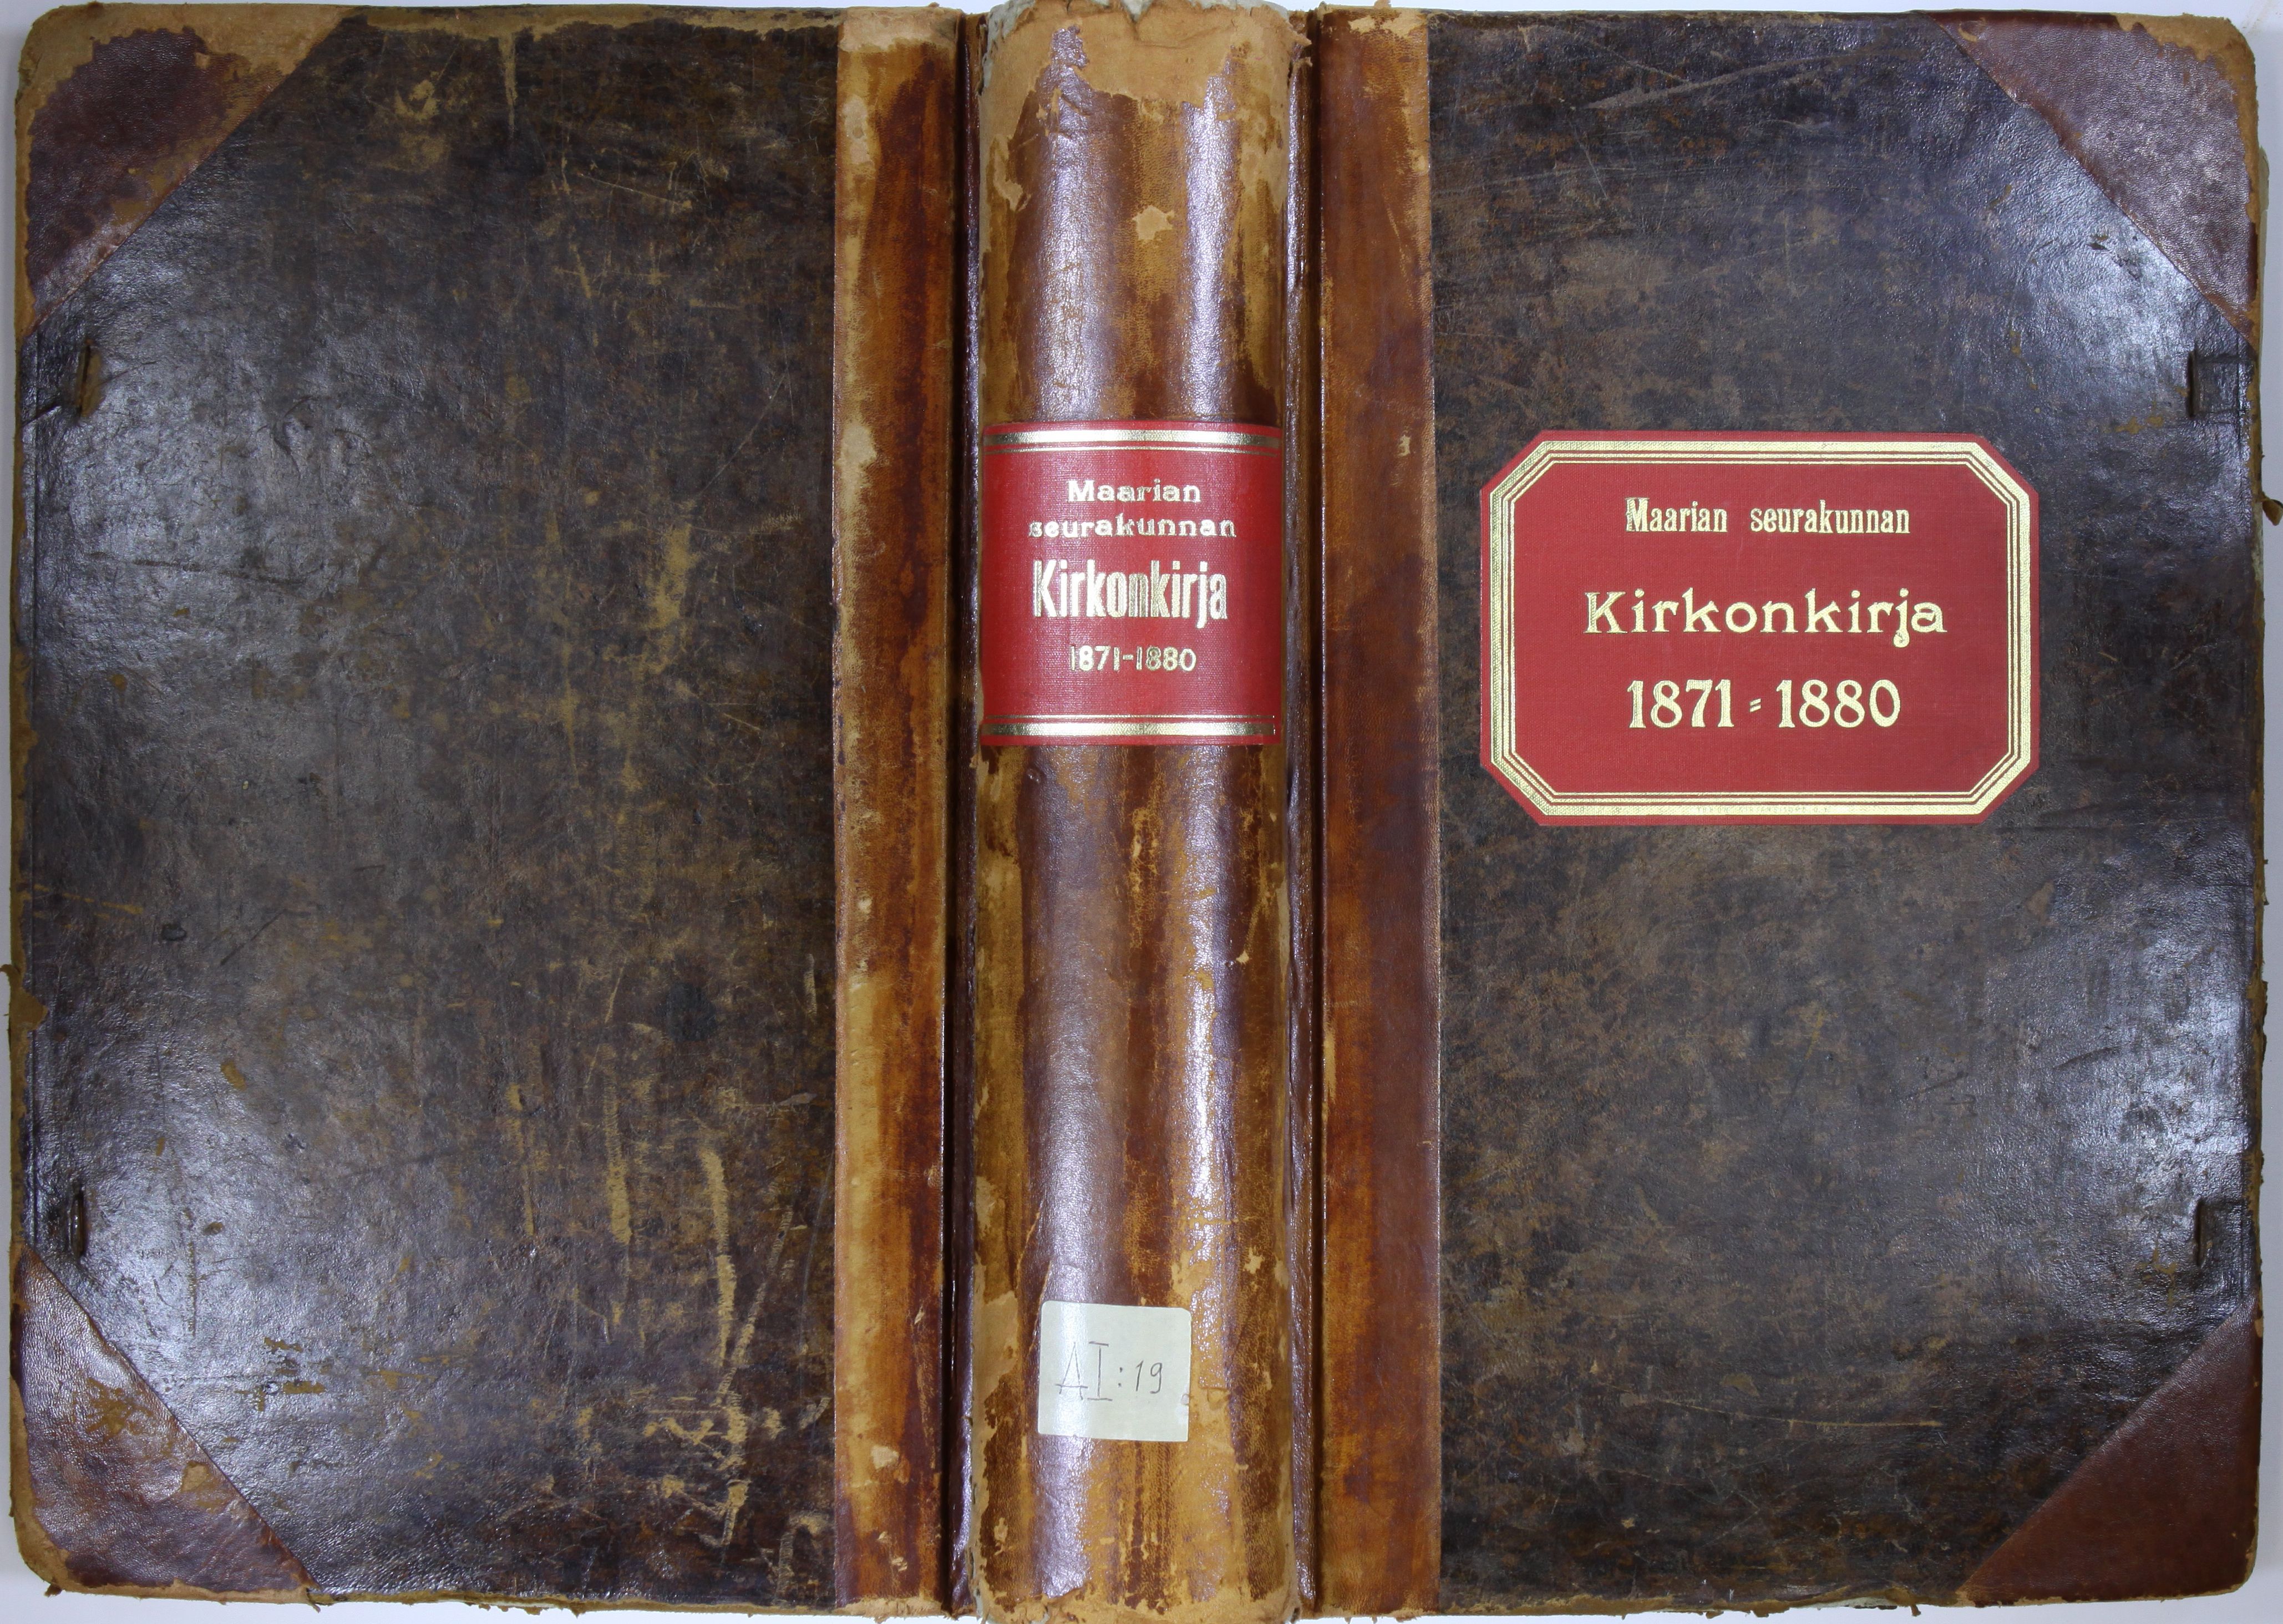 Maarian
seurakunnan
Kirkonkirja
1871-1880
AI:19
Maarian seurakunnan
Kirkonkirja
1871-1880